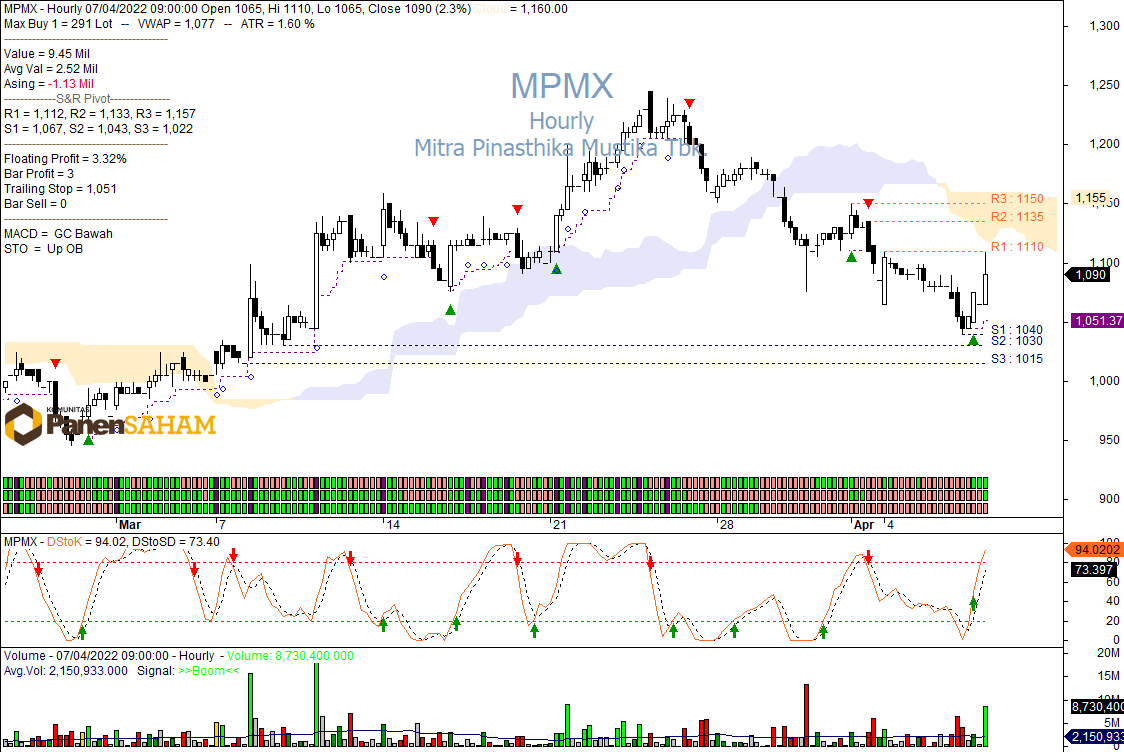 MPMX - Hourly 07/04/2022 09:00:00 Open 1065, Hi 1110, Lo 1065, Close 1090 (2.3%) Cloud = 1,160.00
Max Buy 1 = 291 Lot -- VWAP = 1,077 -- ATR = 1.60 %
Value = 9.45 Mil
Avg Val = 2.52 Mil
Asing = -1.13 Mil
S&R Pivot
R1 = 1,112, R2 = 1,133, R3 = 1,157
S1 = 1,067, S2 = 1,043, S3 = 1,022
Floating Profit = 3.32%
Bar Profit = 3
Trailing Stop = 1,051
Bar Sell = 0
MACD = GC Bawah
STO = Up OB
MPMX
Hourly
Mitra Pinasthika Mustika Tbk.
1,300
1,250
1,200
1,155
1,150
1,100
1,090
1,051.37
1,000
950
900
R3 : 1150
R2 : 1135
R1 : 1110
S1 : 1040
S2 : 1030
S3 : 1015
KOMUNITAS
PanenSAHAM
Mar 7 14 21 28 Apr 4
MPMX - DStoK = 94.02, DStoSD = 73.40
100
94.0202
73.397
60
40
20
0
Volume - 07/04/2022 09:00:00 - Hourly - Volume: 8,730,400.000
Avg.Vol: 2,150,933.000 Signal: >>Boom<<
20M
15M
10M
8,730,400
5M
2,150,933
0